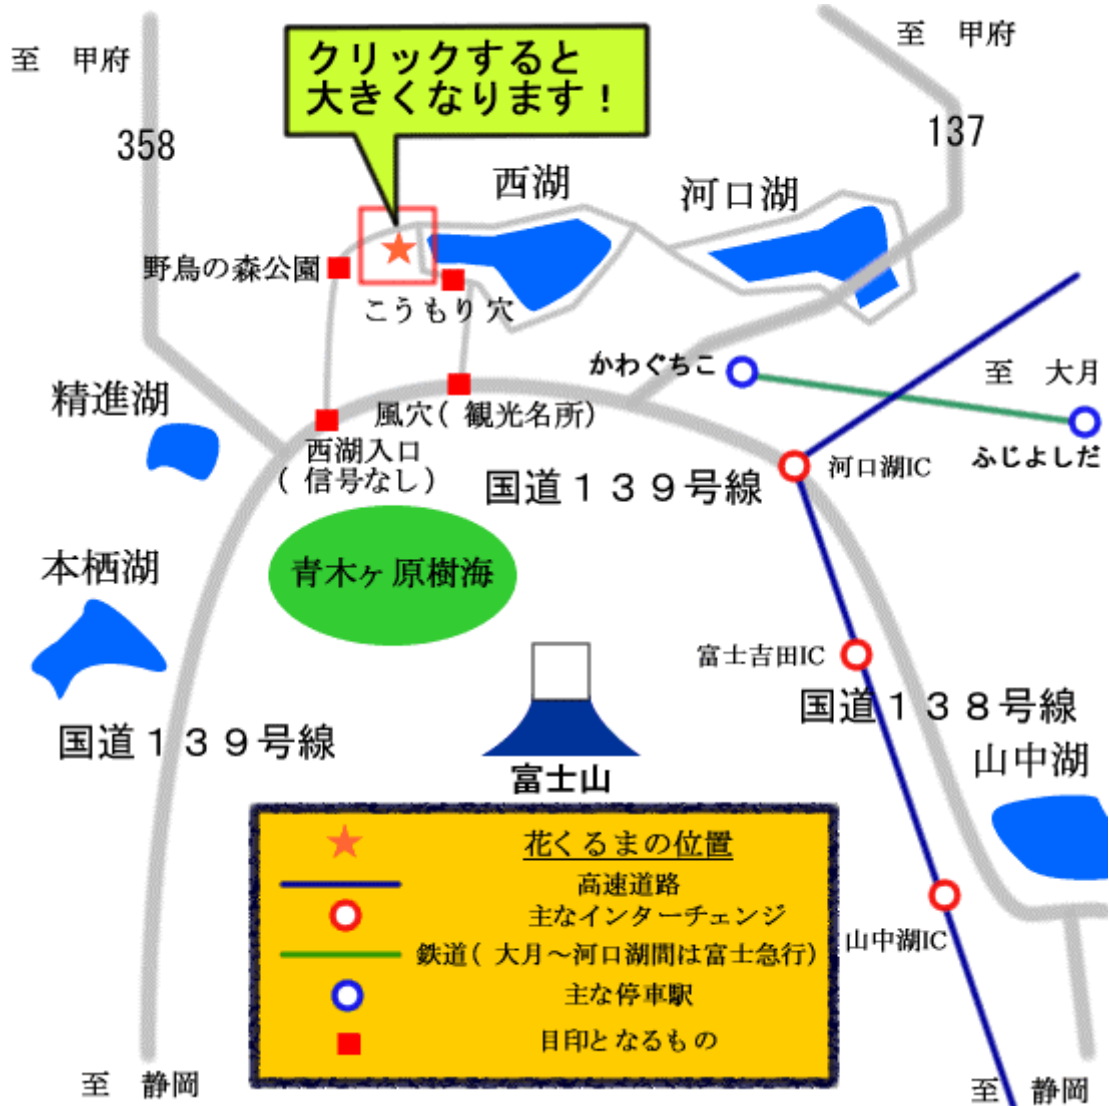 至 甲府
クリックすると
大きくなります！
至 甲府
358
137
西湖
河口湖
野鳥の森公園
こうもり穴
かわぐちこ
至 大月
精進湖
風穴(観光名所)
西湖入口
(信号なし)
ふじよしだ
河口湖IC
国道１３９号線
本栖湖
青木ヶ原樹海
富士吉田IC
国道１３８号線
国道１３９号線
山中湖
富士山
花くるまの位置
高速道路
主なインターチェンジ
山中湖IC
鉄道(大月～河口湖間は富士急行)
主な停車駅
目印となるもの
至 静岡
至 静岡